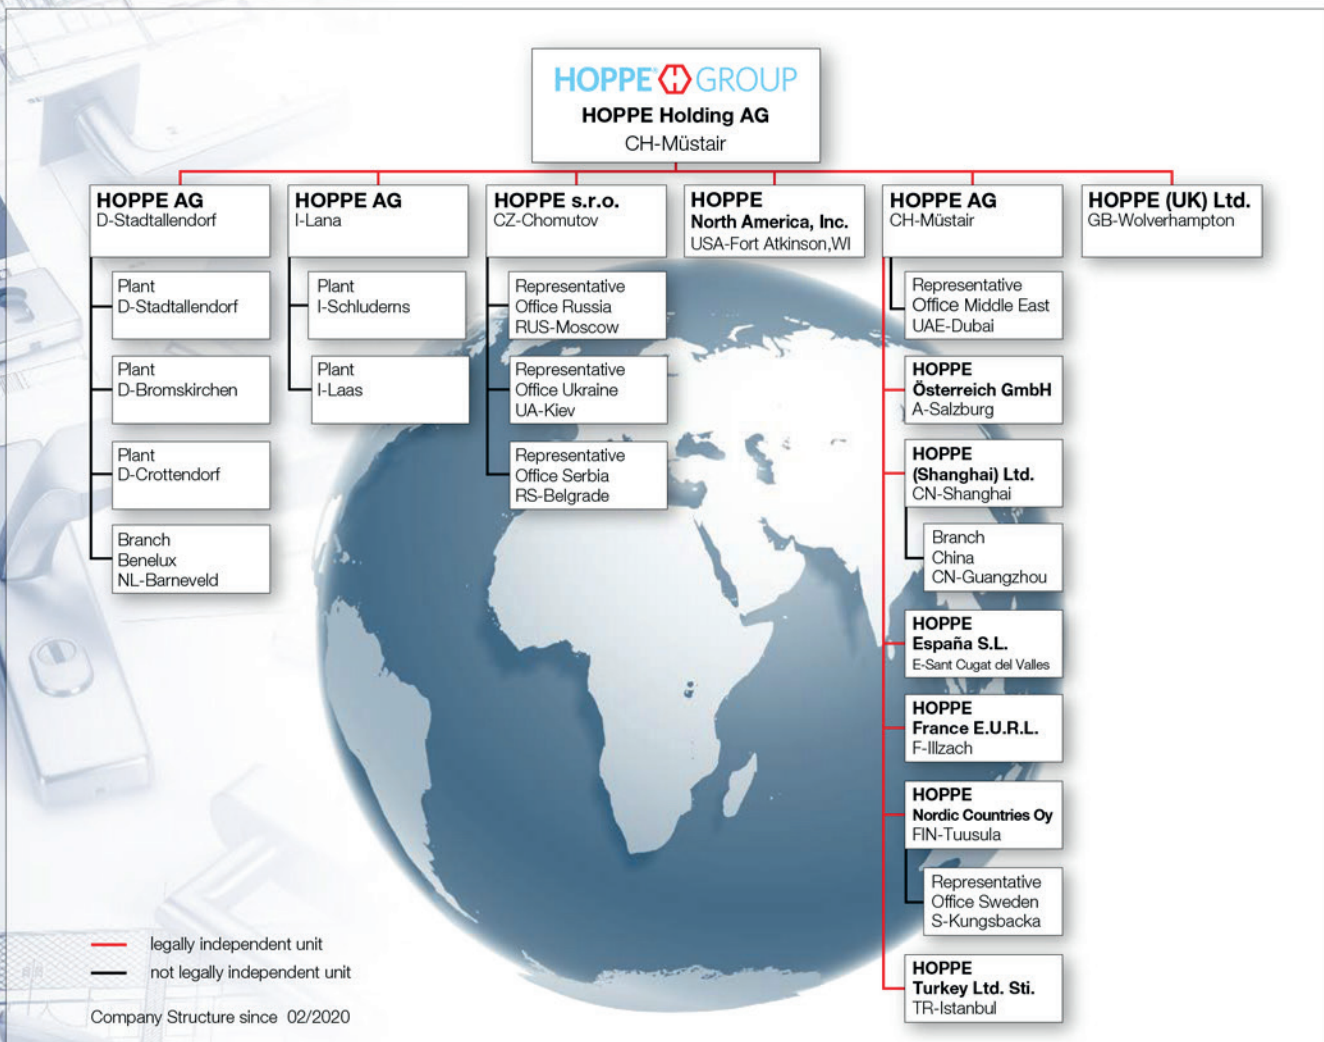 HOPPE® GROUP
HOPPE Holding AG
CH-Müstair
HOPPE AG
D-Stadtallendorf
Plant
D-Stadtallendorf
Plant
D-Bromskirchen
Plant
D-Crottendorf
Branch
Benelux
NL-Barneveld
HOPPE AG
I-Lana
Plant
I-Schluderns
Plant
I-Laas
HOPPE s.r.o.
CZ-Chomutov
Representative
Office Russia
RUS-Moscow
Representative
Office Ukraine
UA-Kiev
Representative
Office Serbia
RS-Belgrade
HOPPE
North America, Inc.
USA-Fort Atkinson,WI
HOPPE AG
CH-Müstair
Representative
Office Middle East
UAE-Dubai
HOPPE
Österreich GmbH
A-Salzburg
HOPPE
(Shanghai) Ltd.
CN-Shanghai
Branch
China
CN-Guangzhou
HOPPE
España S.L.
E-Sant Cugat del Valles
HOPPE
France E.U.R.L.
F-Illzach
HOPPE
Nordic Countries Oy
FIN-Tuusula
Representative
Office Sweden
S-Kungsbacka
HOPPE
Turkey Ltd. Sti.
TR-Istanbul
HOPPE (UK) Ltd.
GB-Wolverhampton
legally independent unit
not legally independent unit
Company Structure since 02/2020